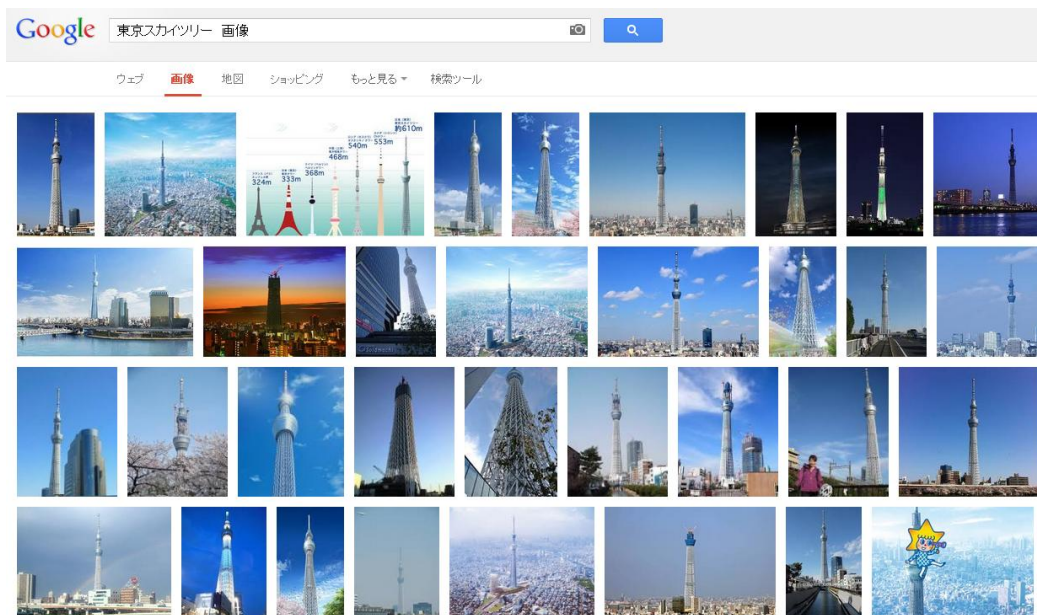 Google 東京スカイツリー 画像
ウェブ 画像 地図 ショッピング もっと見る 検索ツール
約610m
553m
540m
468m
368m
333m
324m